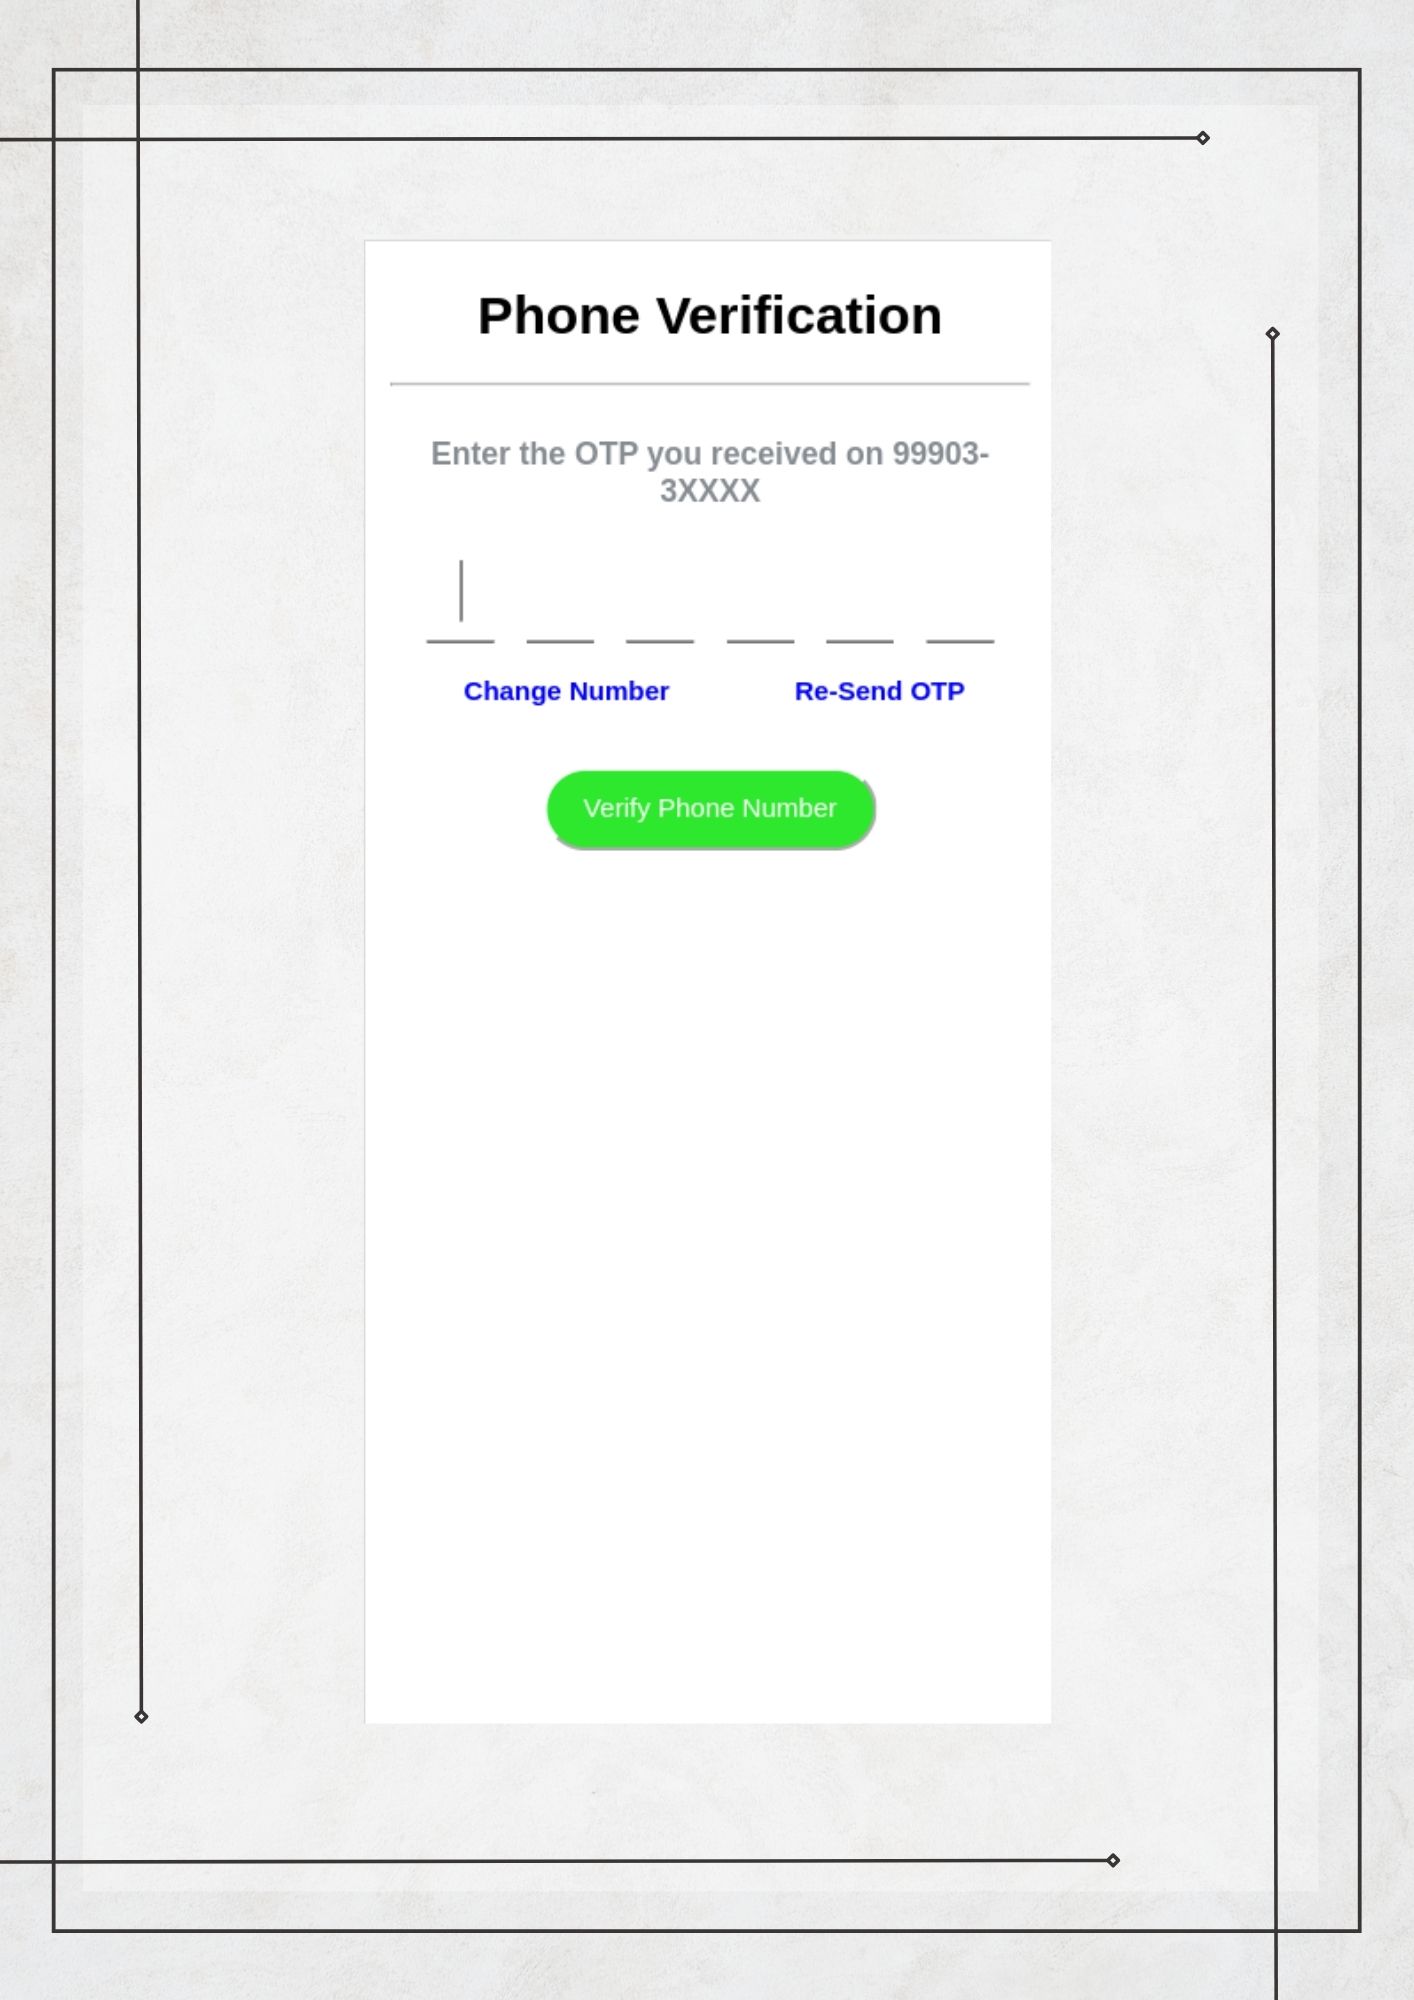 Phone Verification
Enter the OTP you received on 99903-
3XXXX
Change Number Re-Send OTP
Verify Phone Number